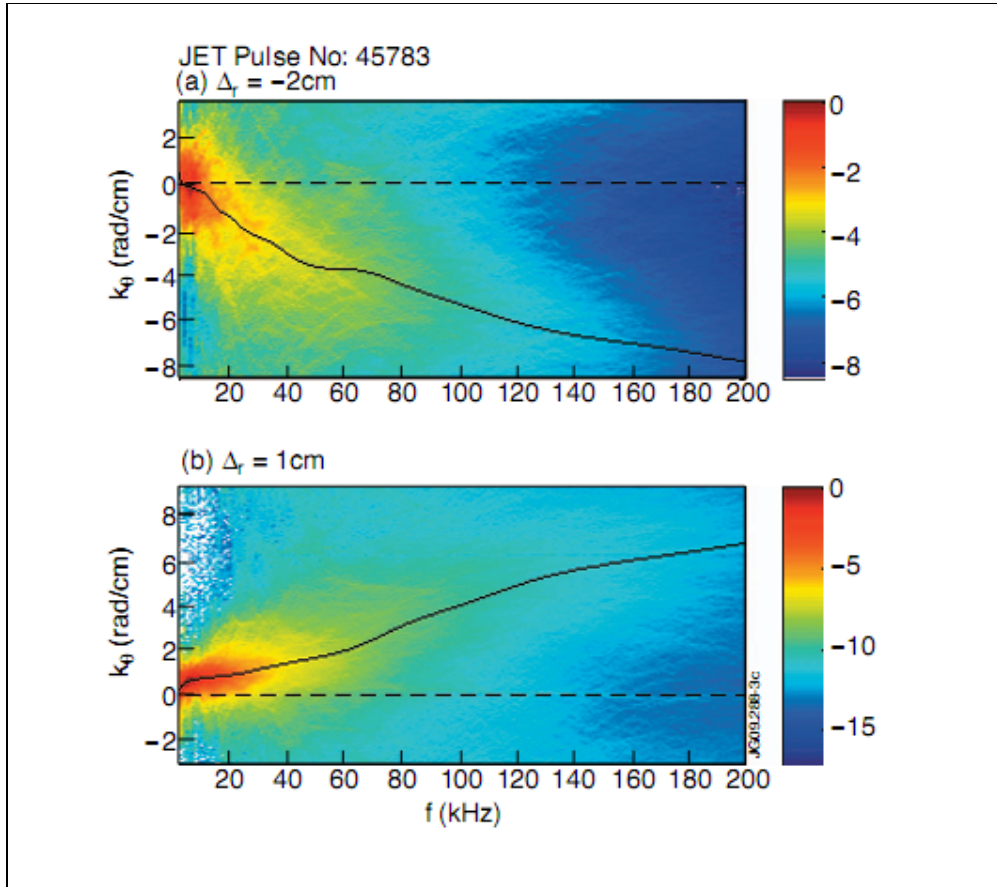 JET Pulse No: 45783
(a) Δr = −2cm
kθ (rad/cm)
2
0
−2
−4
−6
−8
20 40 60 80 100 120 140 160 180 200
0
−2
−4
−6
−8
(b) Δr = 1cm
kθ (rad/cm)
8
6
4
2
0
−2
20 40 60 80 100 120 140 160 180 200
f (kHz)
0
−5
−10
−15
JG09.288-3c